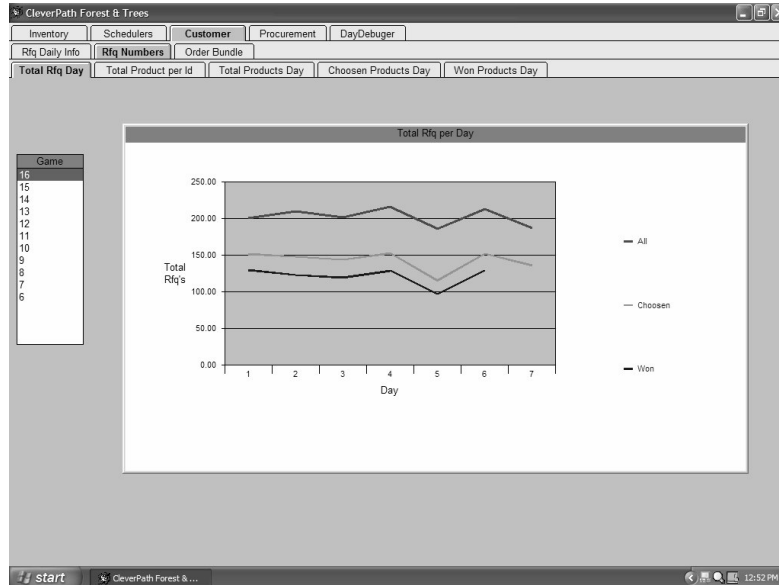 CleverPath Forest & Trees
Inventory Schedulers Customer Procurement DayDebuger
Rfq Daily Info Rfq Numbers Order Bundle
Total Rfq Day Total Product per Id Total Products Day Choosen Products Day Won Products Day
Total Rfq per Day
Game
16
15
14
13
12
11
10
9
8
7
6
250.00
200.00
150.00
100.00
50.00
0.00
Total
Rfq's
1 2 3 4 5 6 7
Day
All
Choosen
Won
start CleverPath Forest & ... 12:52 PM